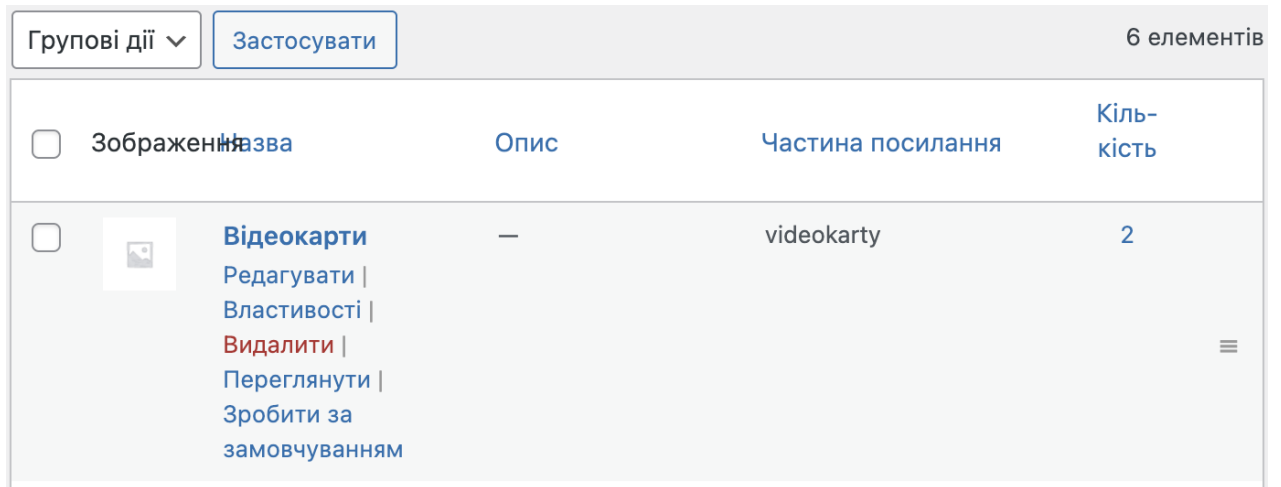 Групові дії
Застосувати
6 елементів
Зображення
Назва
Опис
Частина посилання
Кіль-
кість
Відеокарти
—
videokarty
2
Редагувати |
Властивості |
Видалити |
Переглянути |
Зробити за
замовчуванням